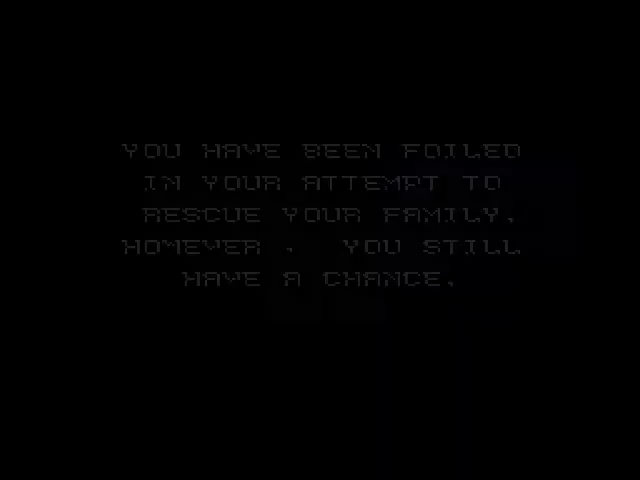 YOU HAVE BEEN FOILED
IN YOUR ATTEMPT TO
RESCUE YOUR FAMILY.
HOWEVER . YOU STILL
HAVE A CHANCE.